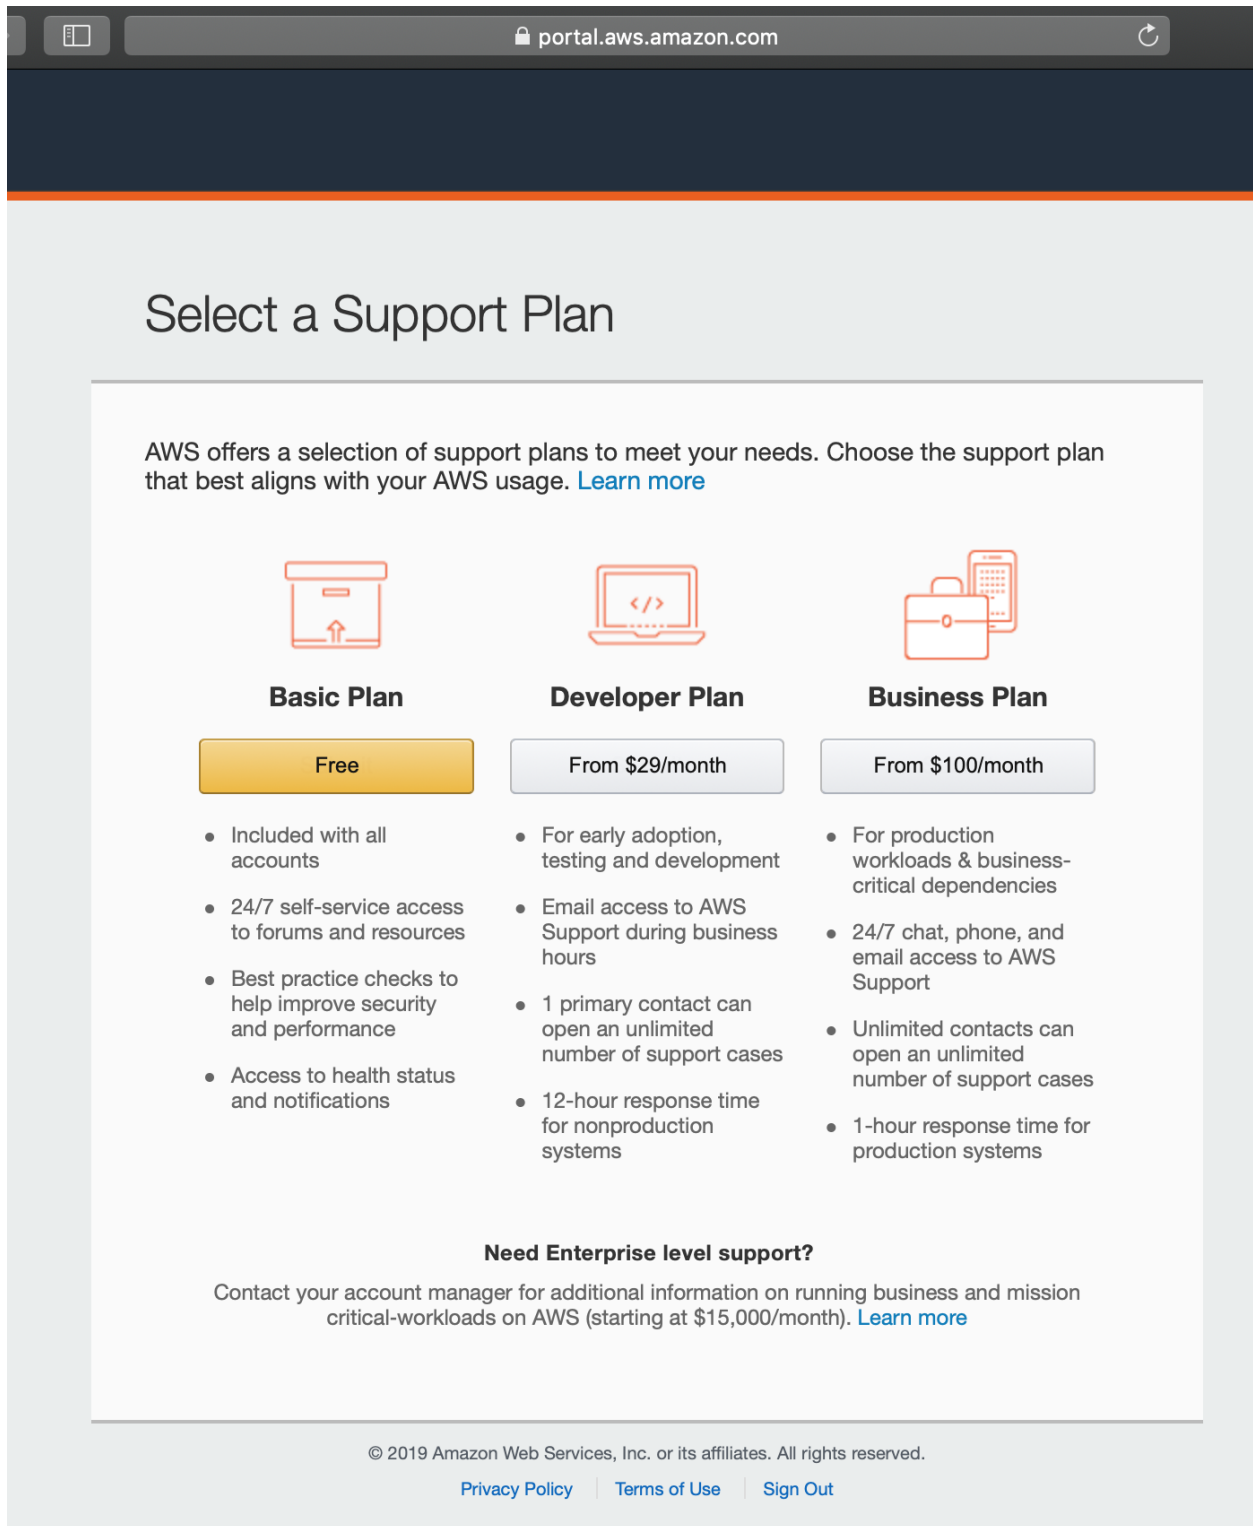 portal.aws.amazon.com
Select a Support Plan
AWS offers a selection of support plans to meet your needs. Choose the support plan
that best aligns with your AWS usage. Learn more
</>
Basic Plan
Free
• Included with all
accounts
• 24/7 self-service access
to forums and resources
• Best practice checks to
help improve security
and performance
• Access to health status
and notifications
Developer Plan
From $29/month
• For early adoption,
testing and development
• Email access to AWS
Support during business
hours
• 1 primary contact can
open an unlimited
number of support cases
• 12-hour response time
for nonproduction
systems
Business Plan
From $100/month
• For production
workloads & business-
critical dependencies
• 24/7 chat, phone, and
email access to AWS
Support
• Unlimited contacts can
open an unlimited
number of support cases
• 1-hour response time for
production systems
Need Enterprise level support?
Contact your account manager for additional information on running business and mission
critical-workloads on AWS (starting at $15,000/month). Learn more
© 2019 Amazon Web Services, Inc. or its affiliates. All rights reserved.
Privacy Policy | Terms of Use | Sign Out